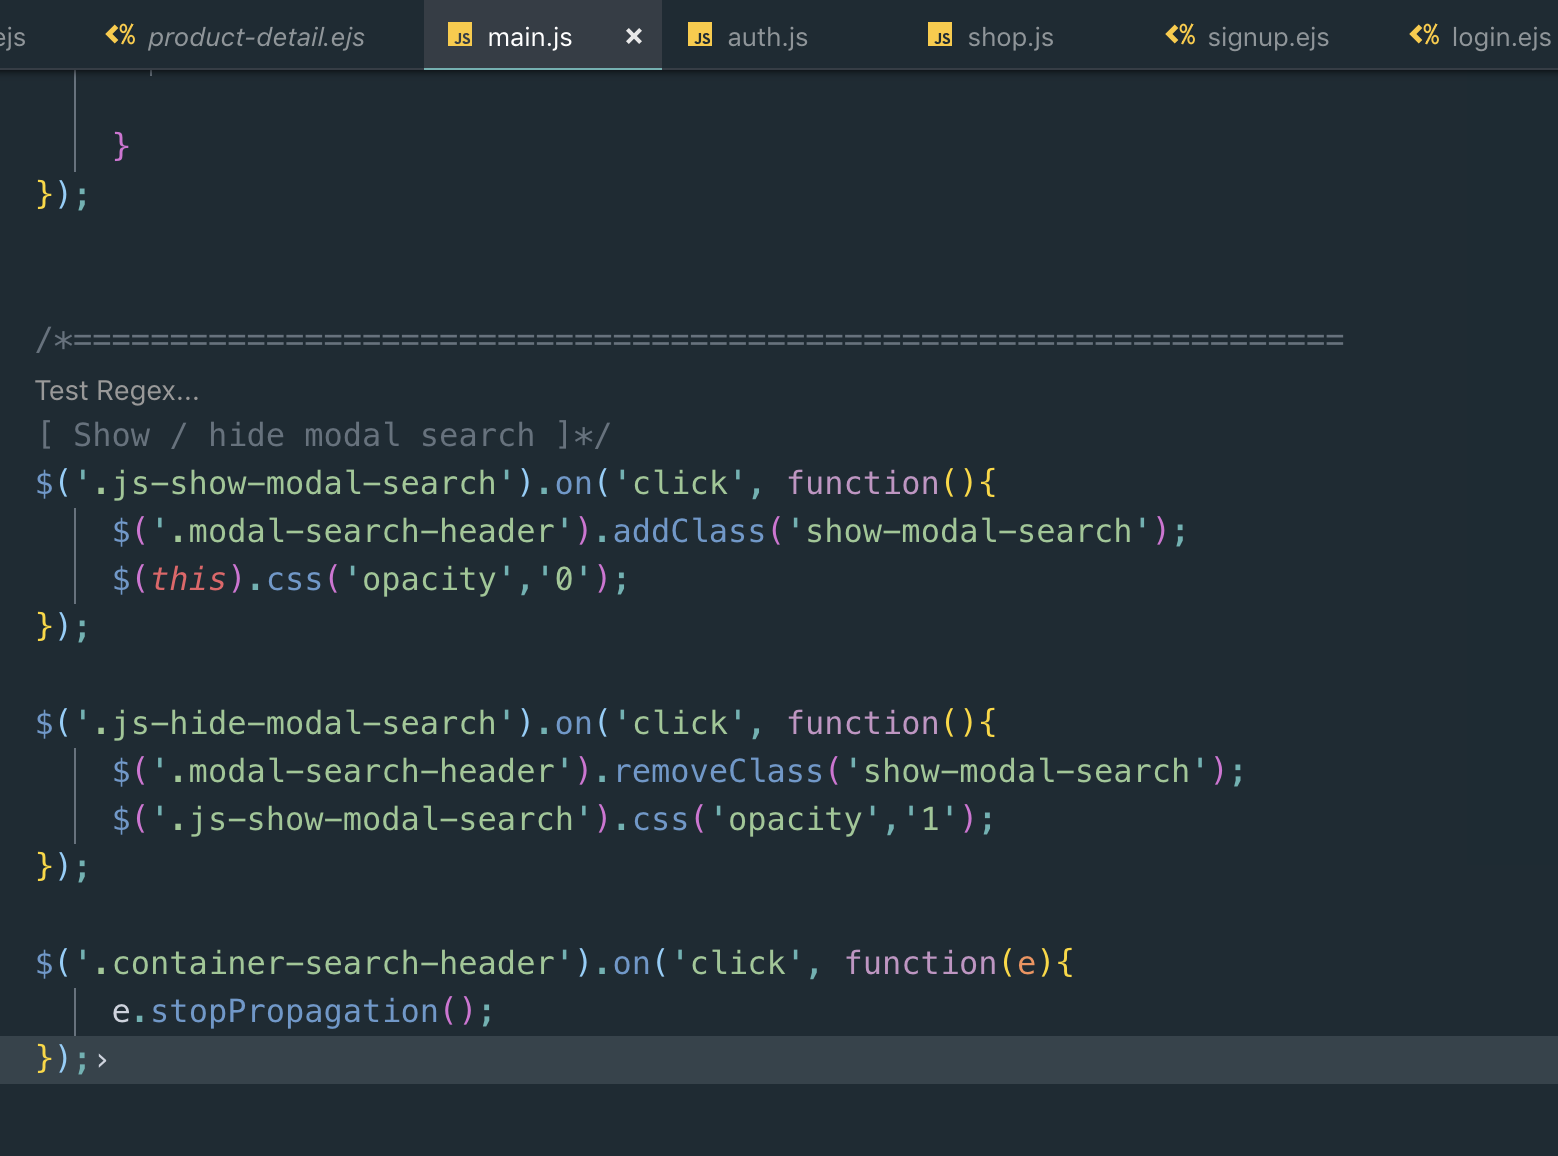 ejs
product-detail.ejs
JS main.js ×
JS auth.js
JS shop.js
signup.ejs
login.ejs
}
});
/*==================================================================
Test Regex...
[ Show / hide modal search ]*/
$('.js-show-modal-search').on('click', function(){
$('.modal-search-header').addClass('show-modal-search');
$(this).css('opacity','0');
});
$('.js-hide-modal-search').on('click', function(){
$('.modal-search-header').removeClass('show-modal-search');
$('.js-show-modal-search').css('opacity','1');
});
$('.container-search-header').on('click', function(e){
e.stopPropagation();
});›